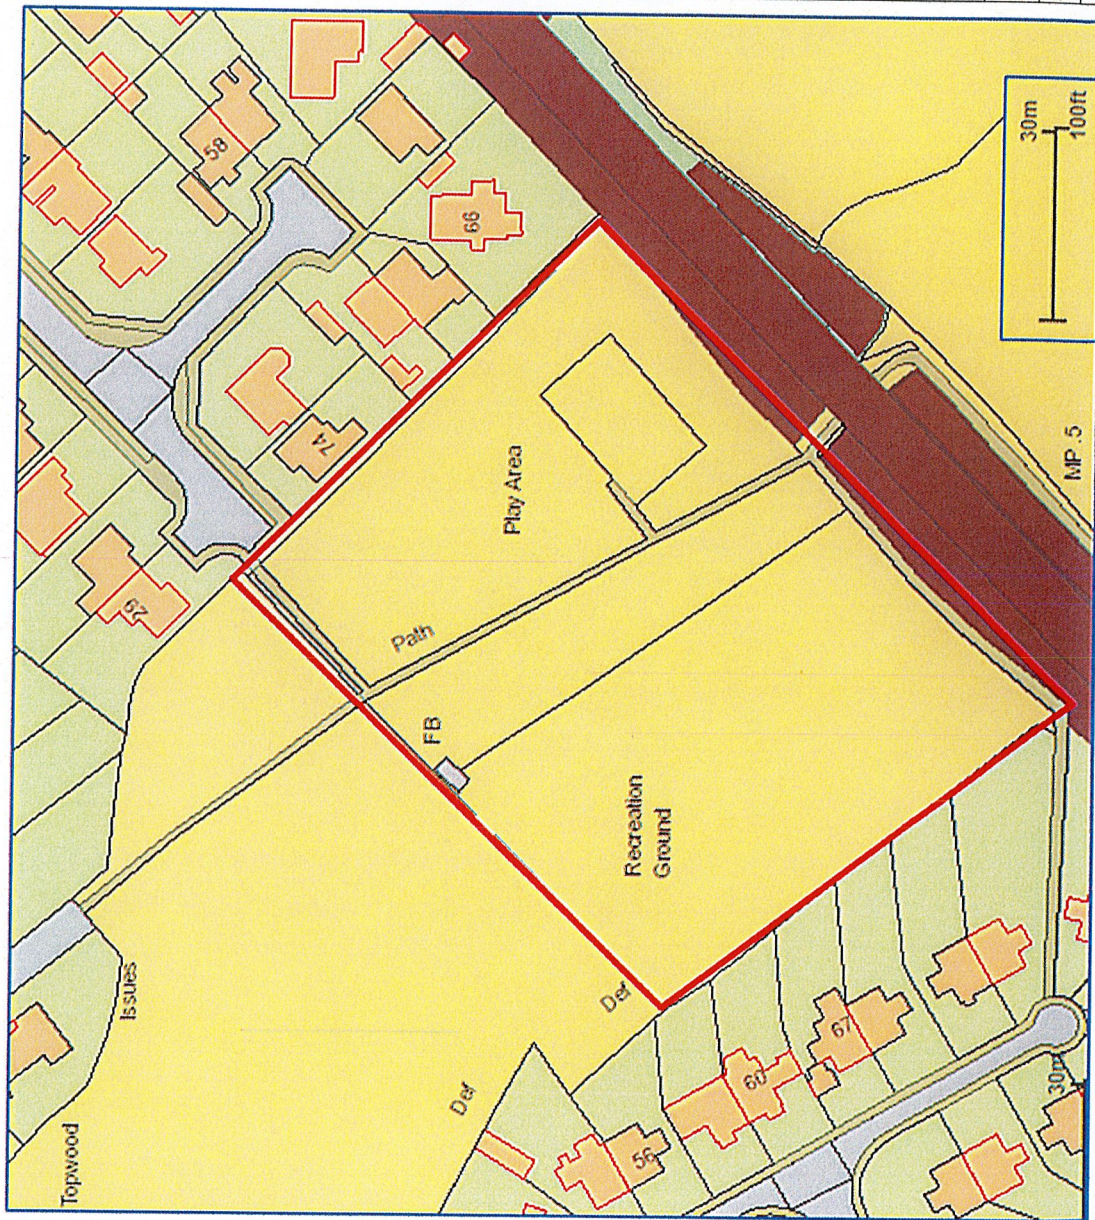 58
66
30m
100ft
74
29
Play Area
Path
FB
MP .5
Recreation
Ground
Issues
Def
Def
Topwood
67
60
56
30m